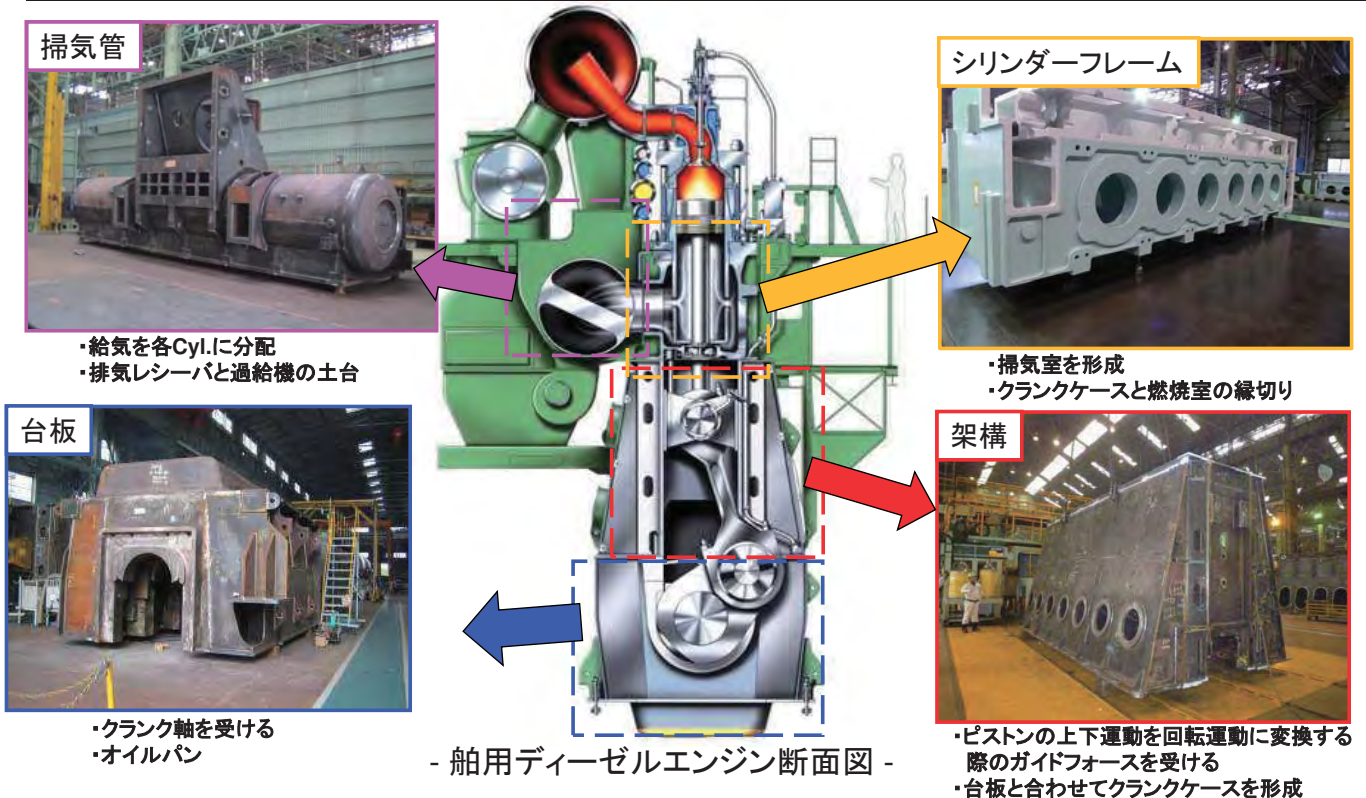 掃気管
・給気を各Cyl.に分配
・排気レシーバと過給機の土台
シリンダーフレーム
・掃気室を形成
・クランクケースと燃焼室の縁切り
台板
・クランク軸を受ける
・オイルパン
架構
・ピストンの上下運動を回転運動に変換する
際のガイドフォースを受ける
・台板と合わせてクランクケースを形成
- 舶用ディーゼルエンジン断面図 -